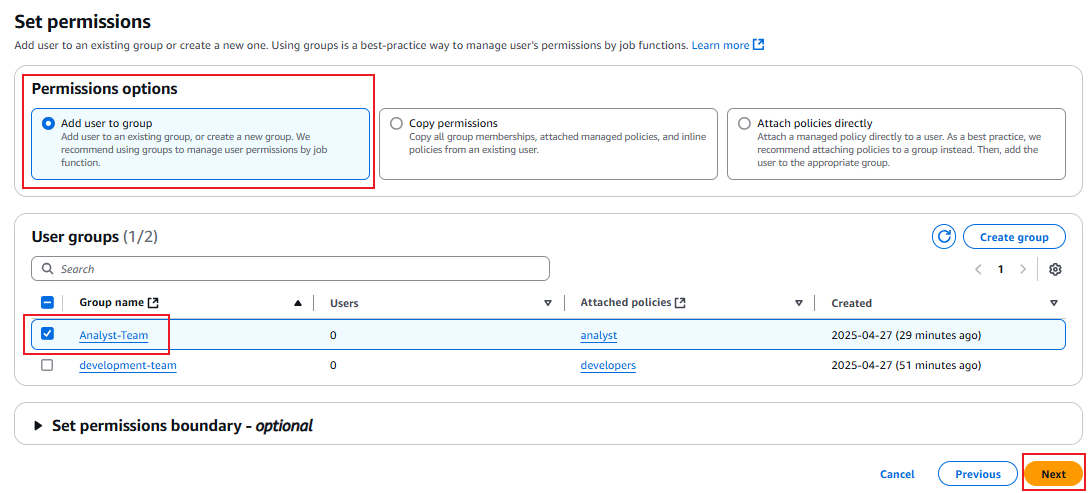 Set permissions
Add user to an existing group or create a new one. Using groups is a best-practice way to manage user's permissions by job functions. Learn more
Permissions options
Add user to group
Add user to an existing group, or create a new group. We
recommend using groups to manage user permissions by job
function.
Copy permissions
Copy all group memberships, attached managed policies, and inline
policies from an existing user.
Attach policies directly
Attach a managed policy directly to a user. As a best practice, we
recommend attaching policies to a group instead. Then, add the
user to the appropriate group.
User groups (1/2)
Create group
Search
1
Group name Users Attached policies Created
Analyst-Team 0 analyst 2025-04-27 (29 minutes ago)
development-team 0 developers 2025-04-27 (51 minutes ago)
Set permissions boundary - optional
Cancel Previous Next